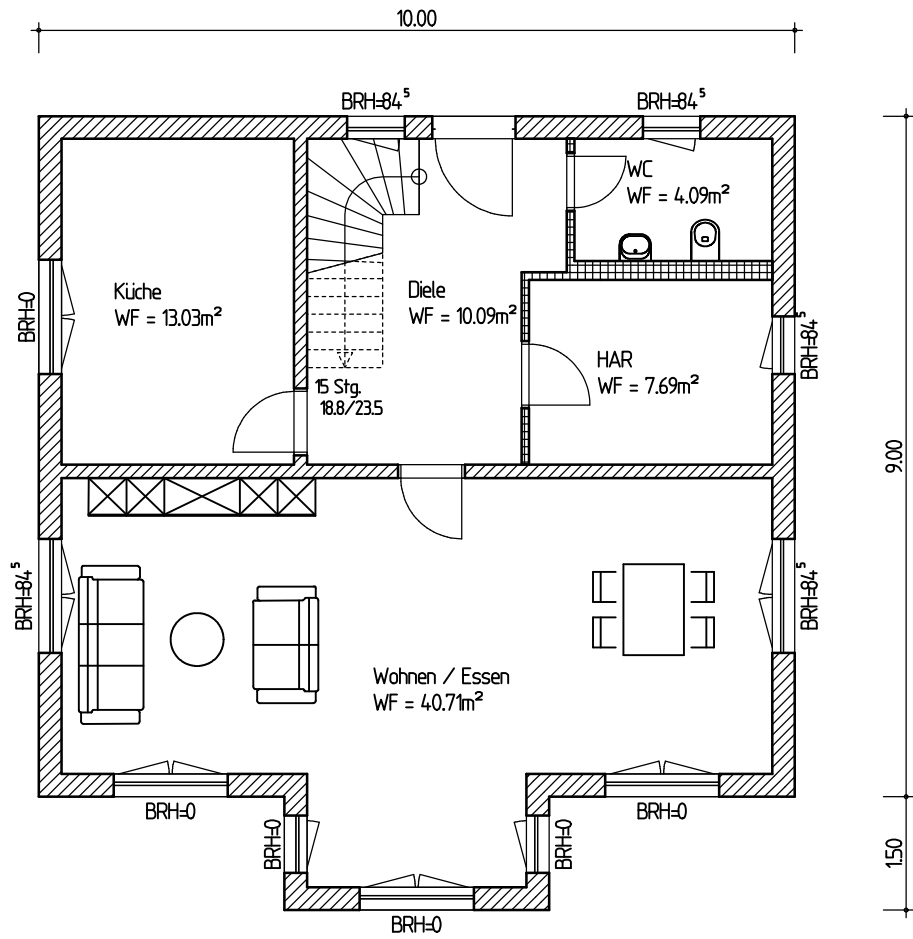 10.00
BRH=84⁵
BRH=84⁵
WC
WF = 4.09m²
Küche
WF = 13.03m²
Diele
WF = 10.09m²
BRH=0
BRH=84⁵
HAR
WF = 7.69m²
15 Stg.
18.8/23.5
9.00
BRH=84⁵
BRH=84⁵
Wohnen / Essen
WF = 40.71m²
BRH=0
BRH=0
BRH=0
BRH=0
1.50
BRH=0